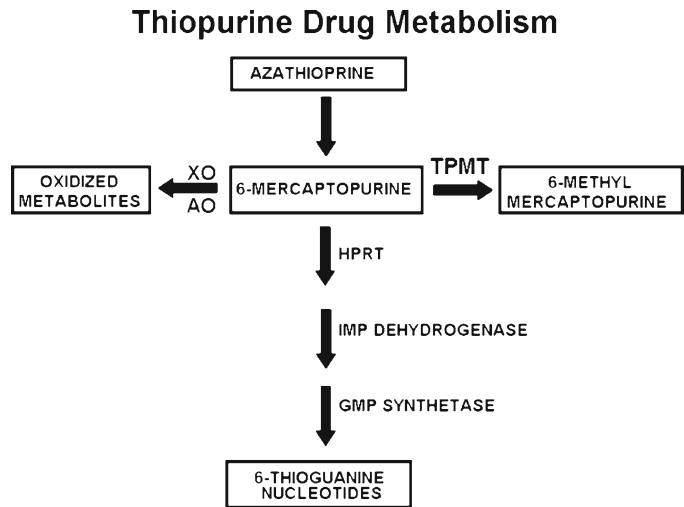 Thiopurine Drug Metabolism
AZATHIOPRINE
OXIDIZED
METABOLITES
XO
AO
6-MERCAPTOPURINE
TPMT
6-METHYL
MERCAPTOPURINE
HPRT
IMP DEHYDROGENASE
GMP SYNTHETASE
6-THIOGUANINE
NUCLEOTIDES